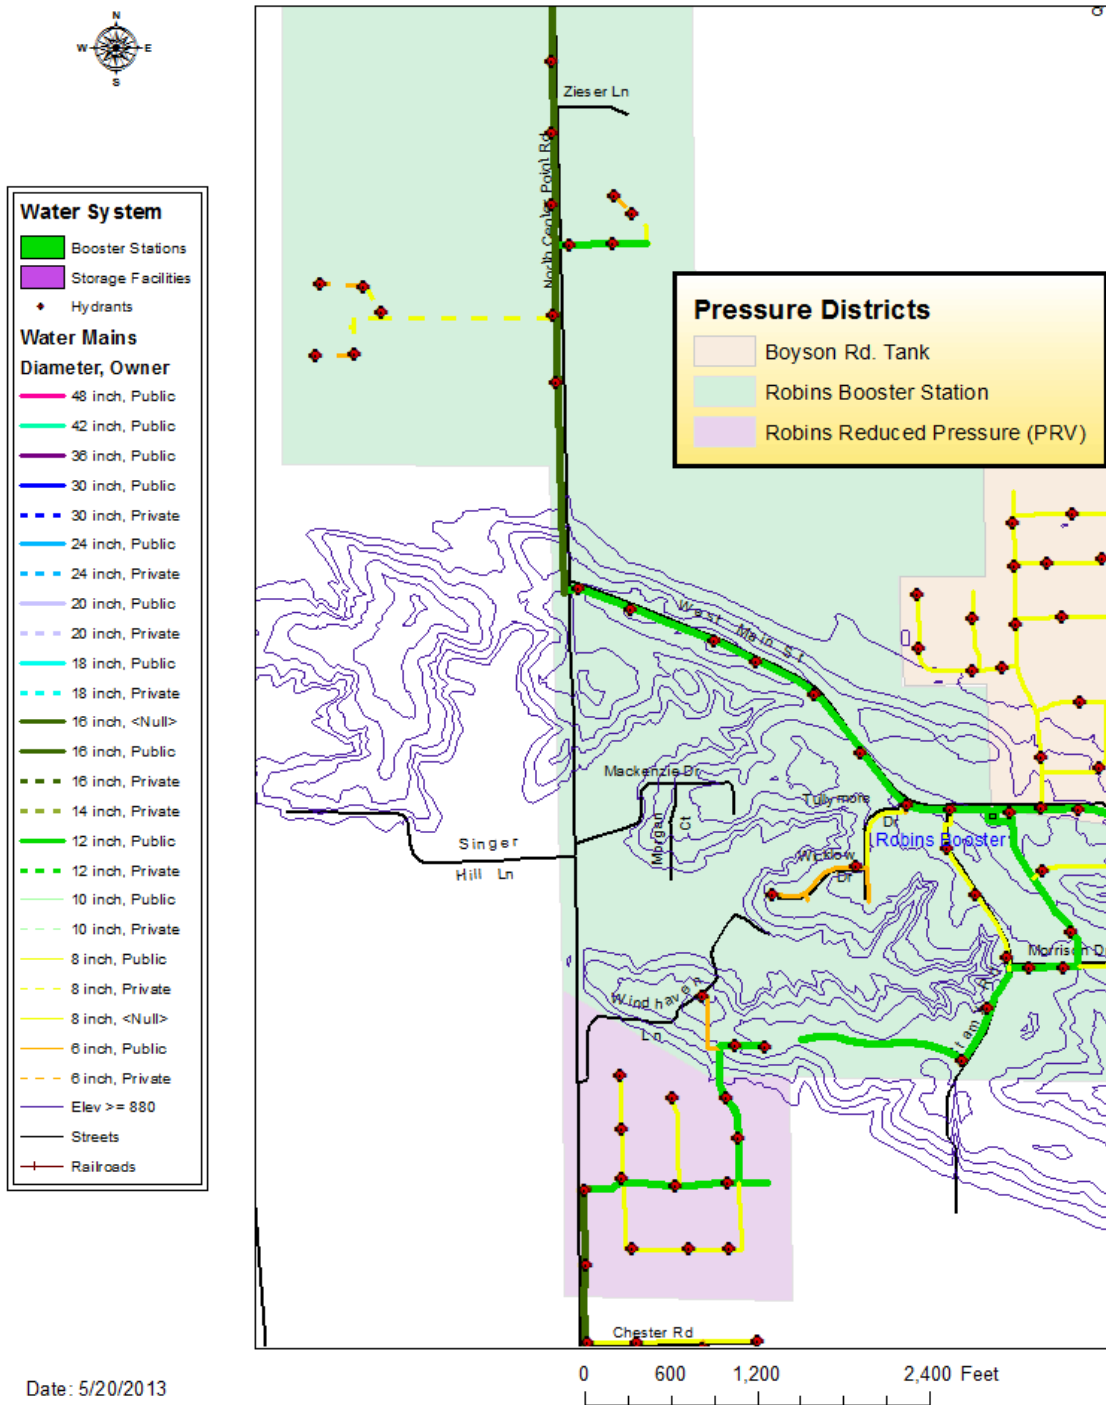 N
W
E
S
Water System
Booster Stations
Storage Facilities
Hydrants
Water Mains
Diameter, Owner
48 inch, Public
42 inch, Public
36 inch, Public
30 inch, Public
30 inch, Private
24 inch, Public
24 inch, Private
20 inch, Public
20 inch, Private
18 inch, Public
18 inch, Private
16 inch, <Null>
16 inch, Public
16 inch, Private
14 inch, Private
12 inch, Public
12 inch, Private
10 inch, Public
10 inch, Private
8 inch, Public
8 inch, Private
8 inch, <Null>
6 inch, Public
6 inch, Private
Elev >= 880
Streets
Railroads
Date: 5/20/2013
Zieser Ln
North Center Point Rd
Pressure Districts
Boyson Rd. Tank
Robins Booster Station
Robins Reduced Pressure (PRV)
West Main St
Mackenzie Dr
Morgan Ct
Tullymore Dr
Robins Booster
Wicklow Dr
Singer Hill Ln
Morrison D
Windhaven Ln
Chester Rd
0 600 1,200 2,400 Feet